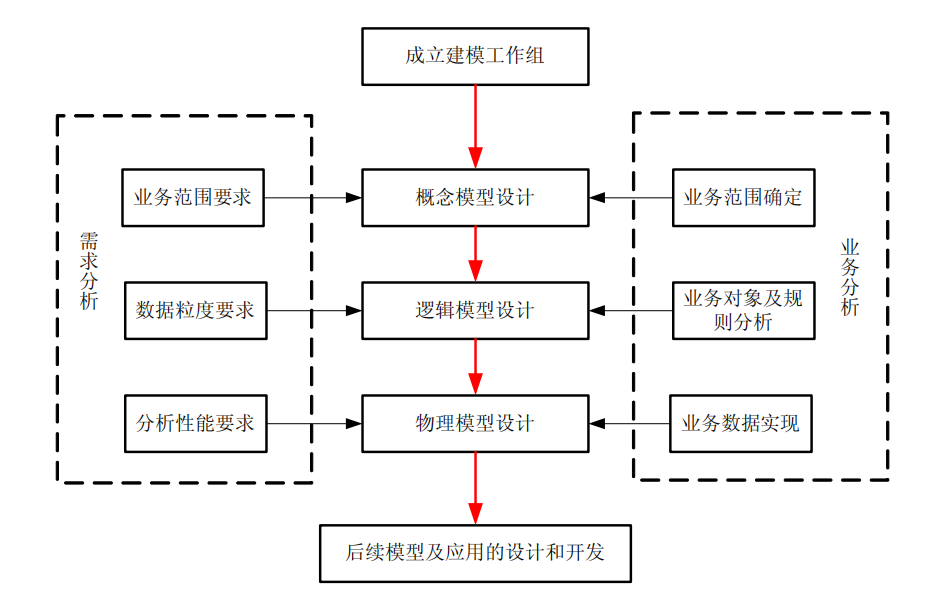 成立建模工作组
需求分析
业务范围要求
概念模型设计
业务范围确定
业务分析
数据粒度要求
逻辑模型设计
业务对象及规
则分析
分析性能要求
物理模型设计
业务数据实现
后续模型及应用的设计和开发